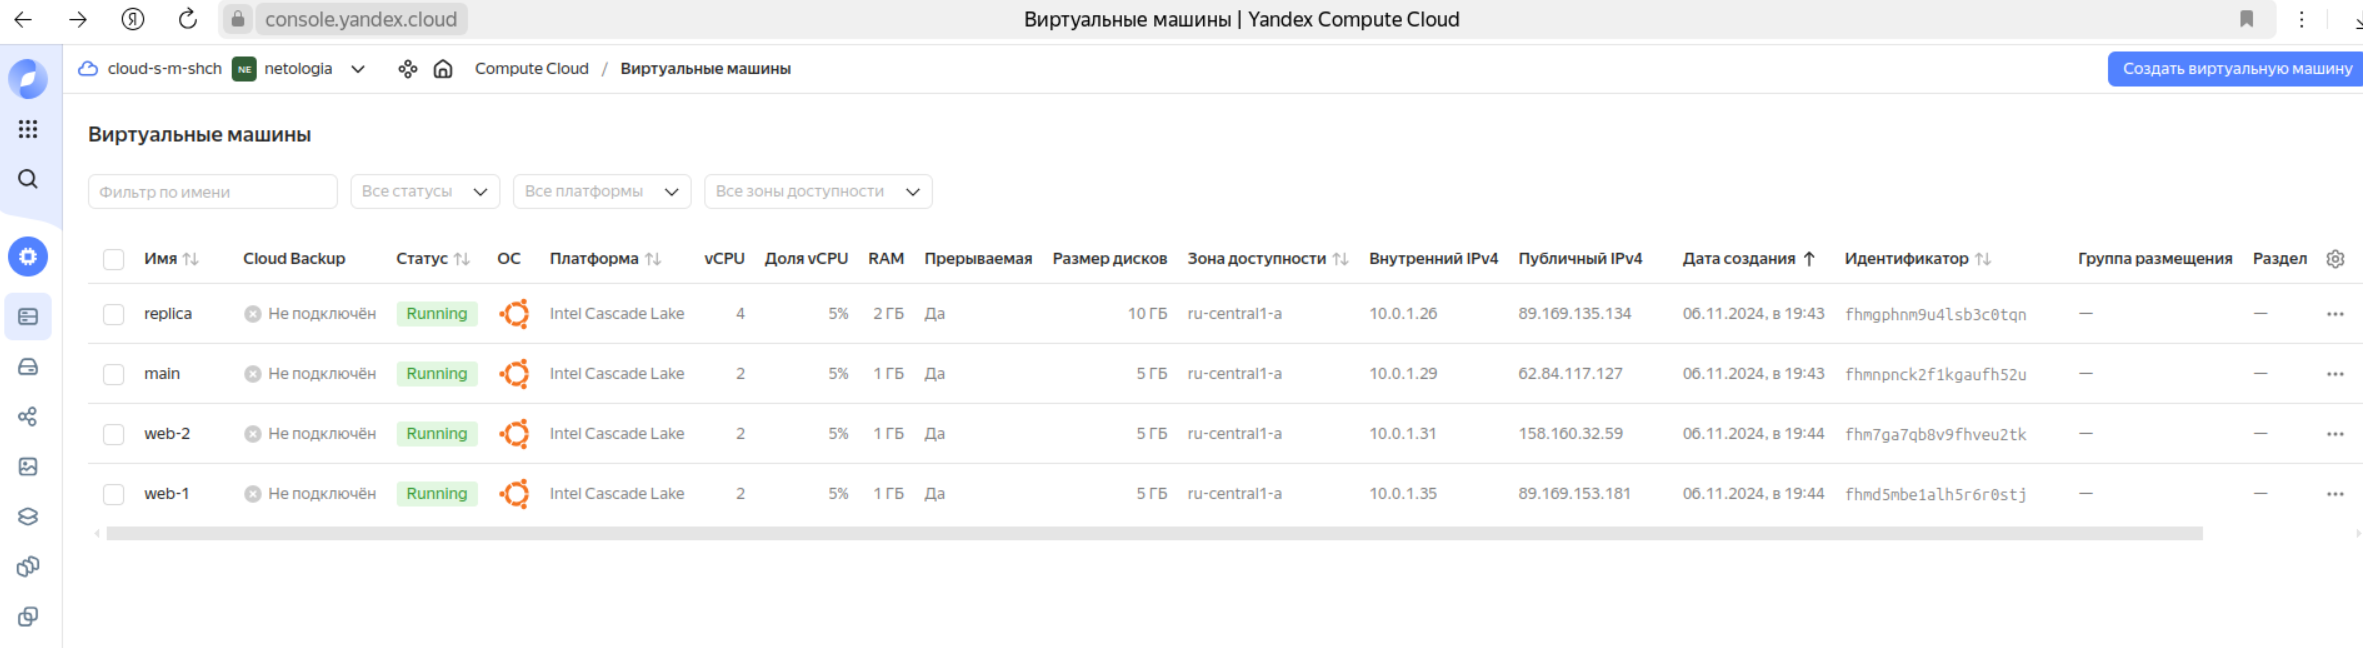 Я console.yandex.cloud Виртуальные машины | Yandex Compute Cloud
cloud-s-m-shch NE netologia Compute Cloud / Виртуальные машины Создать виртуальную машину
Виртуальные машины
Фильтр по имени Все статусы Все платформы Все зоны доступности
Имя Cloud Backup Статус ОС Платформа vCPU Доля vCPU RAM Прерываемая Размер дисков Зона доступности Внутренний IPv4 Публичный IPv4 Дата создания Идентификатор Группа размещения Раздел
replica Не подключён Running Intel Cascade Lake 4 5% 2 ГБ Да 10 ГБ ru-central1-a 10.0.1.26 89.169.135.134 06.11.2024, в 19:43 fhmgphnm9u4lsb3c0tqn — —
main Не подключён Running Intel Cascade Lake 2 5% 1 ГБ Да 5 ГБ ru-central1-a 10.0.1.29 62.84.117.127 06.11.2024, в 19:43 fhmnpnck2f1kgaufh52u — —
web-2 Не подключён Running Intel Cascade Lake 2 5% 1 ГБ Да 5 ГБ ru-central1-a 10.0.1.31 158.160.32.59 06.11.2024, в 19:44 fhm7ga7qb8v9fhveu2tk — —
web-1 Не подключён Running Intel Cascade Lake 2 5% 1 ГБ Да 5 ГБ ru-central1-a 10.0.1.35 89.169.153.181 06.11.2024, в 19:44 fhmd5mbe1alh5r6r0stj — —